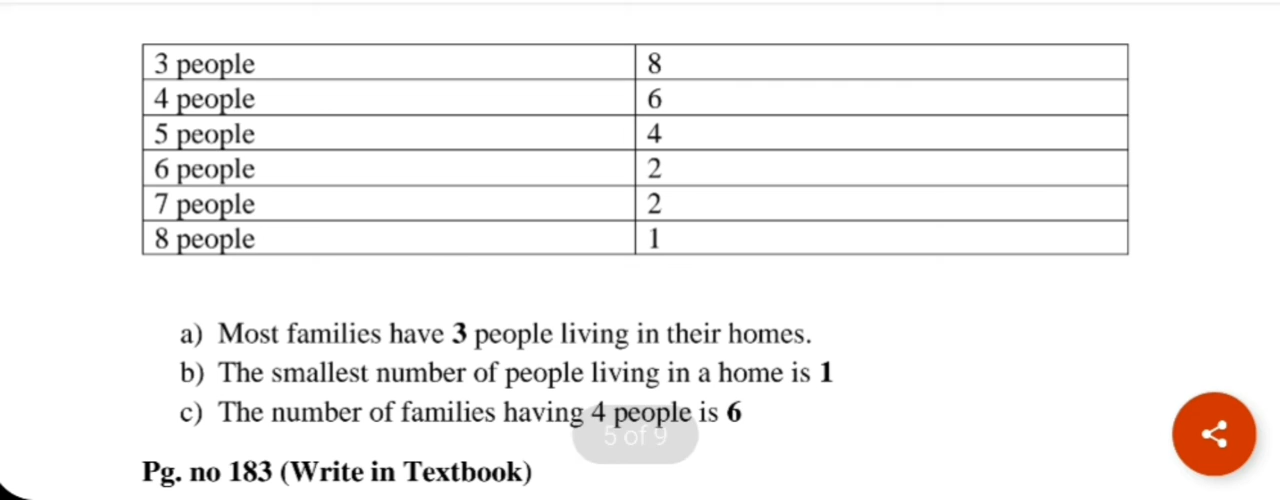 3 people 8
4 people 6
5 people 4
6 people 2
7 people 2
8 people 1
a) Most families have 3 people living in their homes.
b) The smallest number of people living in a home is 1
c) The number of families having 4 people is 6
5 of 9
Pg. no 183 (Write in Textbook)